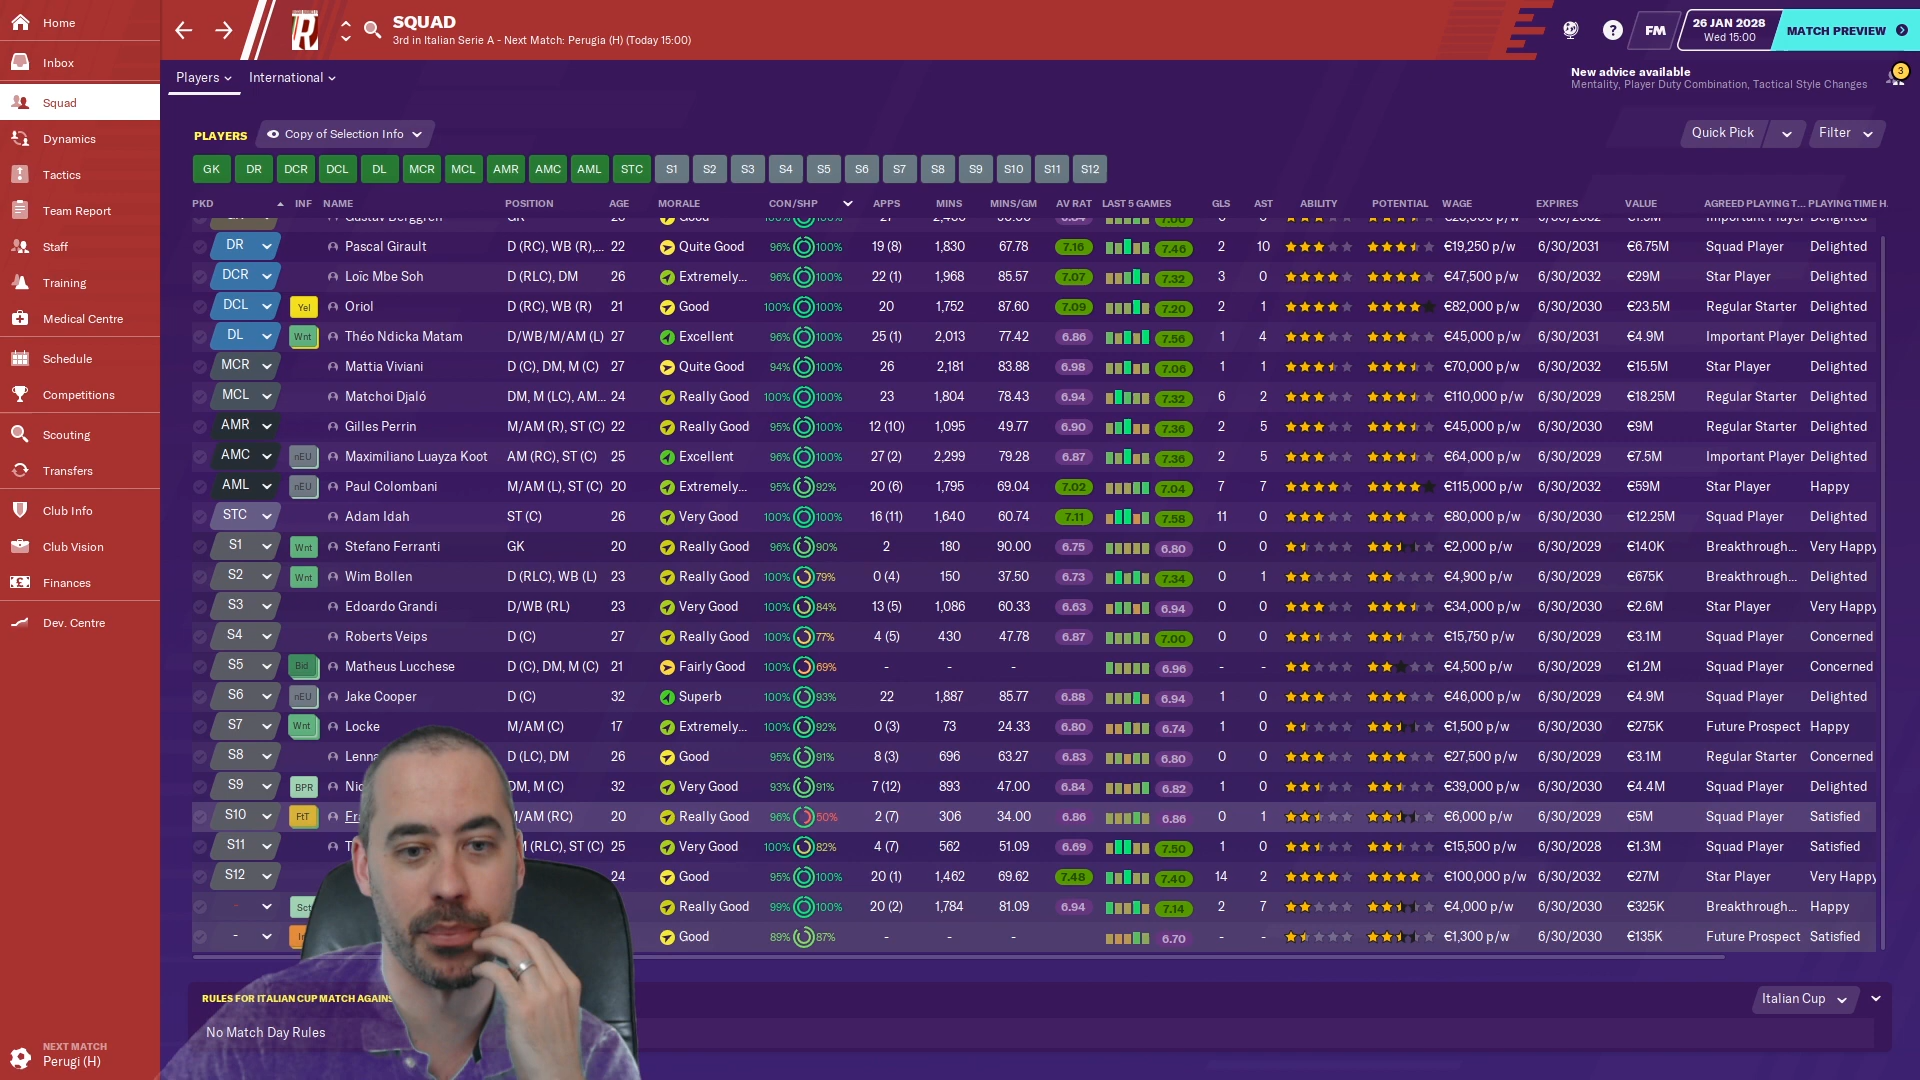 Home
Inbox
Squad
Dynamics
Tactics
Team Report
Staff
Training
Medical Centre
Schedule
Competitions
Scouting
Transfers
Club Info
Club Vision
Finances
Dev. Centre
NEXT MATCH
Perugi (H)
R
SQUAD
3rd in Italian Serie A - Next Match: Perugia (H) (Today 15:00)
FM
26 JAN 2028
Wed 15:00
MATCH PREVIEW
Players International
New advice available
Mentality, Player Duty Combination, Tactical Style Changes
3
PLAYERS Copy of Selection Info Quick Pick Filter
GK DR DCR DCL DL MCR MCL AMR AMC AML STC S1 S2 S3 S4 S5 S6 S7 S8 S9 S10 S11 S12
PKD INF NAME POSITION AGE MORALE CON/SHP APPS MINS MINS/GM AV RAT LAST 5 GAMES GLS AST ABILITY POTENTIAL WAGE EXPIRES VALUE AGREED PLAYING T... PLAYING TIME H
DR Pascal Girault D (RC), WB (R),... 22 Quite Good 96% 100% 19 (8) 1,830 67.78 7.16 7.46 2 10 €19,250 p/w 6/30/2031 €6.75M Squad Player Delighted
DCR Loïc Mbe Soh D (RLC), DM 26 Extremely... 96% 100% 22 (1) 1,968 85.57 7.07 7.32 3 0 €47,500 p/w 6/30/2032 €29M Star Player Delighted
DCL Yel Oriol D (RC), WB (R) 21 Good 100% 100% 20 1,752 87.60 7.09 7.20 2 1 €82,000 p/w 6/30/2030 €23.5M Regular Starter Delighted
DL Wnt Théo Ndicka Matam D/WB/M/AM (L) 27 Excellent 96% 100% 25 (1) 2,013 77.42 6.86 7.56 1 4 €45,000 p/w 6/30/2031 €4.9M Important Player Delighted
MCR Mattia Viviani D (C), DM, M (C) 27 Quite Good 94% 100% 26 2,181 83.88 6.98 7.06 1 1 €70,000 p/w 6/30/2032 €15.5M Star Player Delighted
MCL Matchoi Djaló DM, M (LC), AM... 24 Really Good 100% 100% 23 1,804 78.43 6.94 7.32 6 2 €110,000 p/w 6/30/2029 €18.25M Regular Starter Delighted
AMR Gilles Perrin M/AM (R), ST (C) 22 Really Good 95% 100% 12 (10) 1,095 49.77 6.90 7.36 2 5 €45,000 p/w 6/30/2030 €9M Regular Starter Delighted
AMC nEU Maximiliano Luayza Koot AM (RC), ST (C) 25 Excellent 96% 100% 27 (2) 2,299 79.28 6.87 7.36 2 5 €64,000 p/w 6/30/2029 €7.5M Important Player Delighted
AML nEU Paul Colombani M/AM (L), ST (C) 20 Extremely... 95% 92% 20 (6) 1,795 69.04 7.02 7.04 7 7 €115,000 p/w 6/30/2032 €59M Star Player Happy
STC Adam Idah ST (C) 26 Very Good 100% 100% 16 (11) 1,640 60.74 7.11 7.58 11 0 €80,000 p/w 6/30/2030 €12.25M Squad Player Delighted
S1 Wnt Stefano Ferranti GK 20 Really Good 96% 90% 2 180 90.00 6.75 6.80 0 0 €2,000 p/w 6/30/2029 €140K Breakthrough... Very Happy
S2 Wnt Wim Bollen D (RLC), WB (L) 23 Really Good 100% 79% 0 (4) 150 37.50 6.73 7.34 0 1 €4,900 p/w 6/30/2029 €675K Breakthrough... Delighted
S3 Edoardo Grandi D/WB (RL) 23 Very Good 100% 84% 13 (5) 1,086 60.33 6.63 6.94 0 0 €34,000 p/w 6/30/2030 €2.6M Star Player Very Happy
S4 Roberts Veips D (C) 27 Really Good 100% 77% 4 (5) 430 47.78 6.87 7.00 0 0 €15,750 p/w 6/30/2029 €3.1M Squad Player Concerned
S5 Bid Matheus Lucchese D (C), DM, M (C) 21 Fairly Good 100% 69% - - - 6.96 - - €4,500 p/w 6/30/2029 €1.2M Squad Player Concerned
S6 nEU Jake Cooper D (C) 32 Superb 100% 93% 22 1,887 85.77 6.88 6.94 1 0 €46,000 p/w 6/30/2029 €4.9M Squad Player Delighted
S7 Wnt Locke M/AM (C) 17 Extremely... 100% 92% 0 (3) 73 24.33 6.80 6.74 1 0 €1,500 p/w 6/30/2030 €275K Future Prospect Happy
S8 D (LC), DM 26 Good 95% 91% 8 (3) 696 63.27 6.83 6.80 0 0 €27,500 p/w 6/30/2029 €3.1M Regular Starter Concerned
S9 BPR DM, M (C) 32 Very Good 93% 91% 7 (12) 893 47.00 6.84 6.82 1 0 €39,000 p/w 6/30/2029 €4.4M Squad Player Delighted
S10 FtT M/AM (RC) 20 Really Good 96% 50% 2 (7) 306 34.00 6.86 6.86 0 1 €6,000 p/w 6/30/2029 €5M Squad Player Satisfied
S11 (RLC), ST (C) 25 Very Good 100% 82% 4 (7) 562 51.09 6.69 7.50 1 0 €15,500 p/w 6/30/2028 €1.3M Squad Player Satisfied
S12 24 Good 95% 100% 20 (1) 1,462 69.62 7.48 7.40 14 2 €100,000 p/w 6/30/2032 €27M Star Player Very Happy
- Sct Really Good 99% 100% 20 (2) 1,784 81.09 6.94 7.14 2 7 €4,000 p/w 6/30/2030 €325K Breakthrough... Happy
- Good 89% 87% - - - 6.70 - - €1,300 p/w 6/30/2030 €135K Future Prospect Satisfied
RULES FOR ITALIAN CUP MATCH Italian Cup
No Match Day Rules